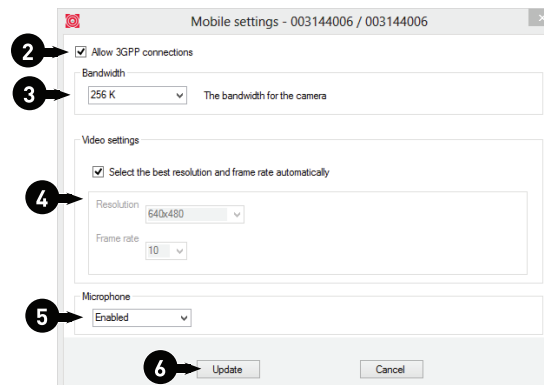 Mobile settings - 003144006 / 003144006
2 Allow 3GPP connections
Bandwidth
3 256 K The bandwidth for the camera
Video settings
Select the best resolution and frame rate automatically
4 Resolution
640x480
Frame rate
10
Microphone
5 Enabled
6 Update Cancel